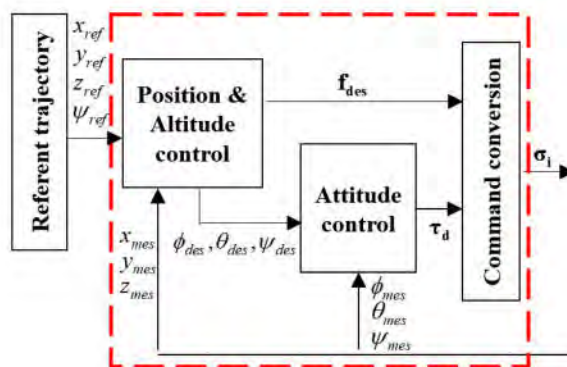 Referent trajectory
x_ref
y_ref
z_ref
ψ_ref
Position &
Altitude
control
f_des
Command conversion
σ_i
Attitude
control
τ_d
ϕ_des, θ_des, ψ_des
x_mes
y_mes
z_mes
ϕ_mes
θ_mes
ψ_mes